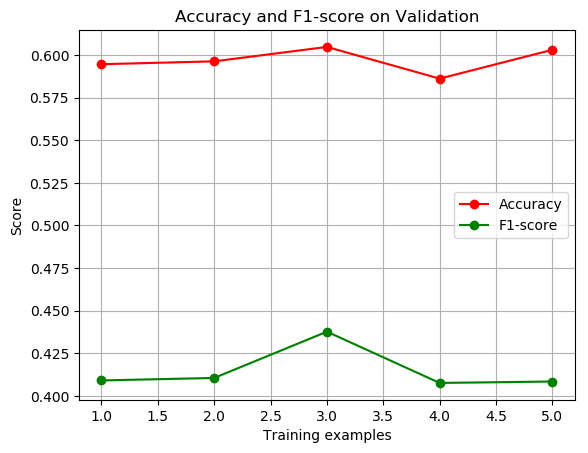 Accuracy and F1-score on Validation
0.600
0.575
0.550
0.525
0.500
0.475
0.450
0.425
0.400
Score
Accuracy
F1-score
1.0 1.5 2.0 2.5 3.0 3.5 4.0 4.5 5.0
Training examples